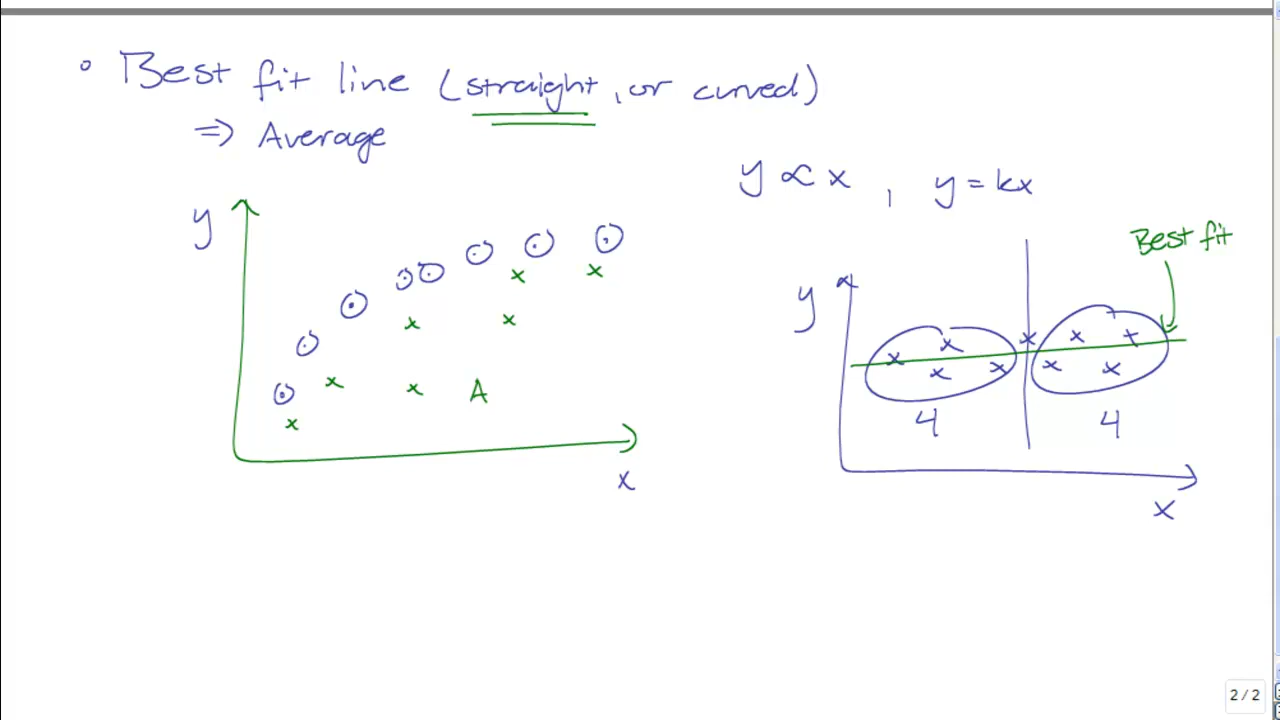 ° Best fit line (straight, or curved)
⇒ Average
y ∝ x , y = kx
y
Best fit
y
A
4 4
x
x
2 / 2